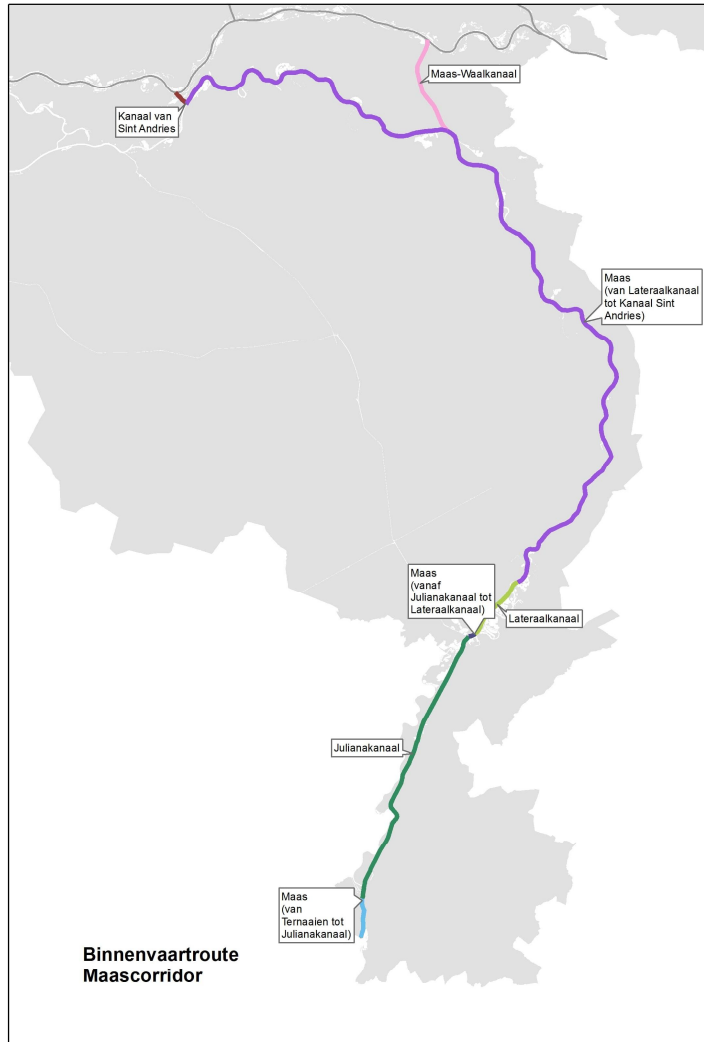 Maas-Waalkanaal
Kanaal van
Sint Andries
Maas
(van Lateraalkanaal
tot Kanaal Sint
Andries)
Maas
(vanaf
Julianakanaal tot
Lateraalkanaal)
Lateraalkanaal
Julianakanaal
Maas
(van
Ternaaien tot
Julianakanaal)
Binnenvaartroute
Maascorridor